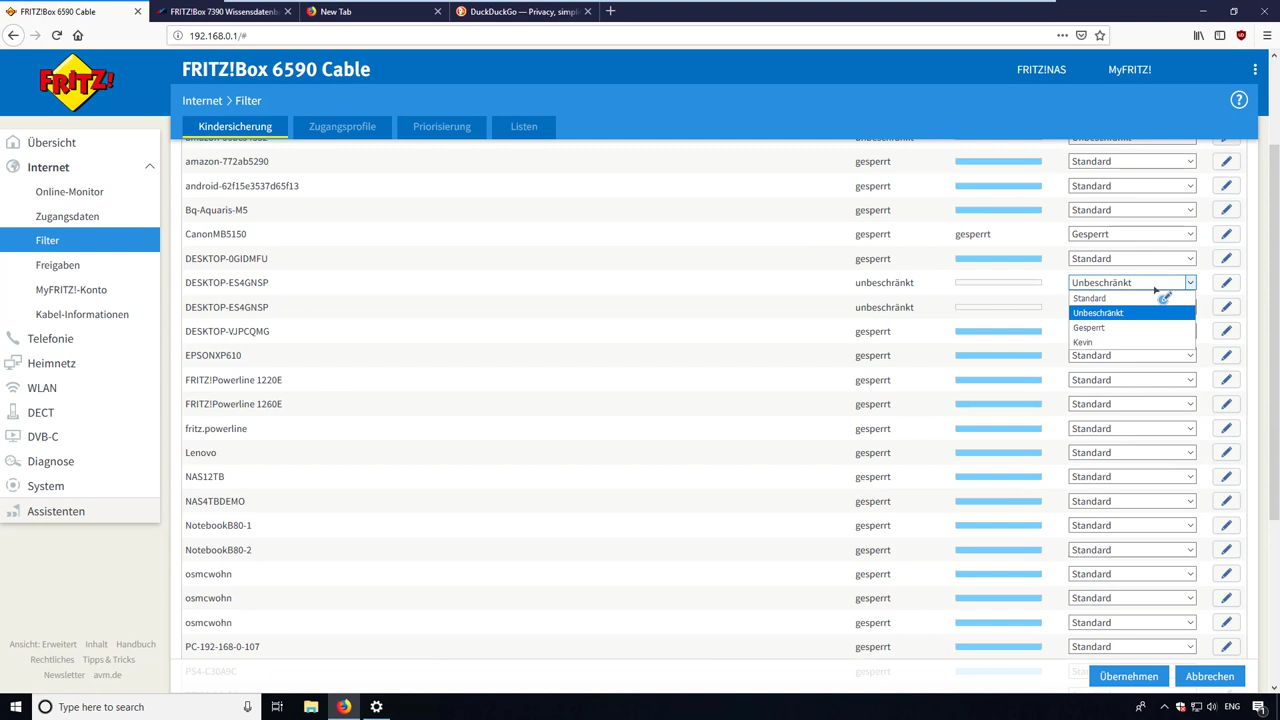 FRITZ!Box 6590 Cable
FRITZ!Box 7390 Wissensdatenb
New Tab
DuckDuckGo — Privacy, simpli
192.168.0.1/#
FRITZ!
FRITZ!Box 6590 Cable
FRITZ!NAS
MyFRITZ!
Internet > Filter
Kindersicherung
Zugangsprofile
Priorisierung
Listen
Übersicht
Internet
Online-Monitor
Zugangsdaten
Filter
Freigaben
MyFRITZ!-Konto
Kabel-Informationen
Telefonie
Heimnetz
WLAN
DECT
DVB-C
Diagnose
System
Assistenten
Ansicht: Erweitert Inhalt Handbuch
Rechtliches Tipps & Tricks
Newsletter avm.de
amazon-772ab5290 gesperrt Standard
android-62f15e3537d65f13 gesperrt Standard
Bq-Aquaris-M5 gesperrt Standard
CanonMB5150 gesperrt gesperrt Gesperrt
DESKTOP-0GIDMFU gesperrt Standard
DESKTOP-ES4GNSP unbeschränkt Unbeschränkt
Standard
Unbeschränkt
Gesperrt
Kevin
DESKTOP-ES4GNSP unbeschränkt
DESKTOP-VJPCQMG gesperrt
EPSONXP610 gesperrt Standard
FRITZ!Powerline 1220E gesperrt Standard
FRITZ!Powerline 1260E gesperrt Standard
fritz.powerline gesperrt Standard
Lenovo gesperrt Standard
NAS12TB gesperrt Standard
NAS4TBDEMO gesperrt Standard
NotebookB80-1 gesperrt Standard
NotebookB80-2 gesperrt Standard
osmcwohn gesperrt Standard
osmcwohn gesperrt Standard
osmcwohn gesperrt Standard
PC-192-168-0-107 gesperrt Standard
PS4-C30A9C
Übernehmen
Abbrechen
Type here to search
ENG